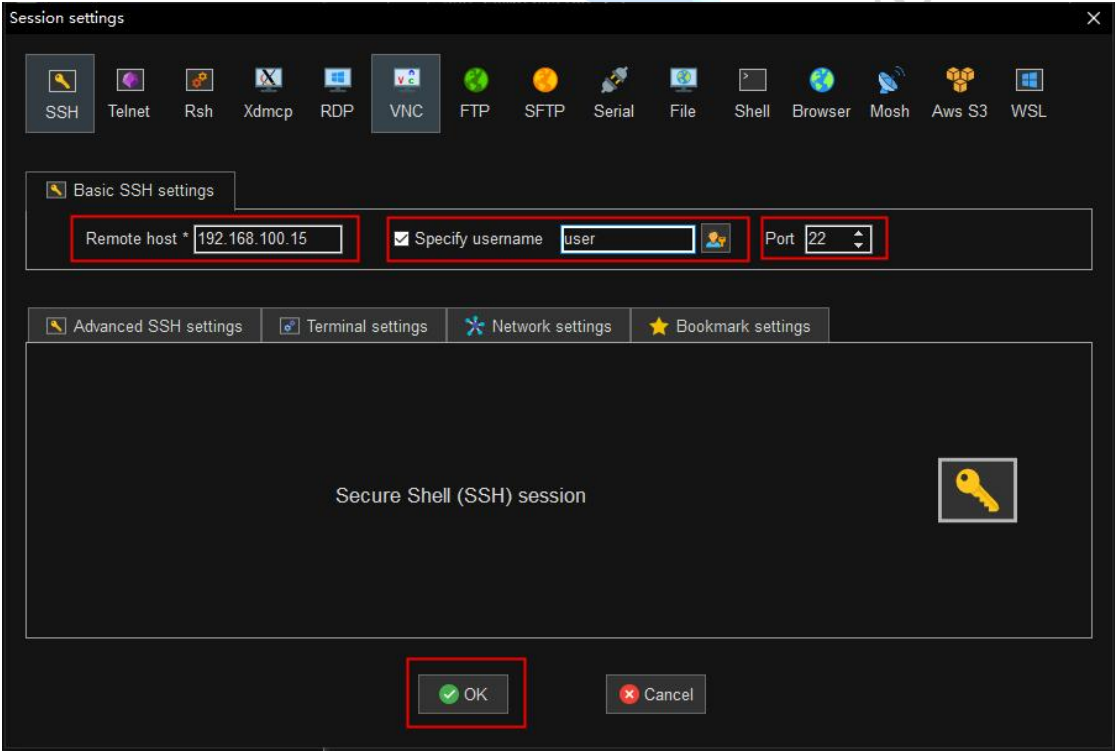 Session settings
SSH Telnet Rsh Xdmcp RDP VNC FTP SFTP Serial File Shell Browser Mosh Aws S3 WSL
Basic SSH settings
Remote host * 192.168.100.15 Specify username user Port 22
Advanced SSH settings Terminal settings Network settings Bookmark settings
Secure Shell (SSH) session
OK Cancel